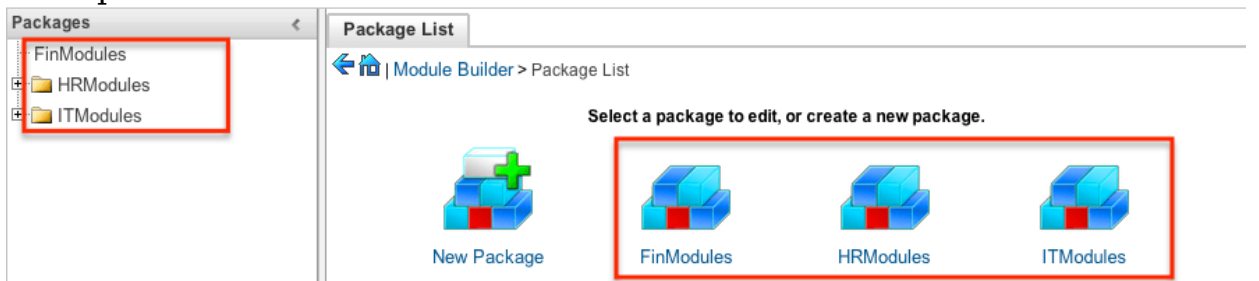 Packages
FinModules
HRModules
ITModules
Package List
| Module Builder > Package List
Select a package to edit, or create a new package.
New Package FinModules HRModules ITModules